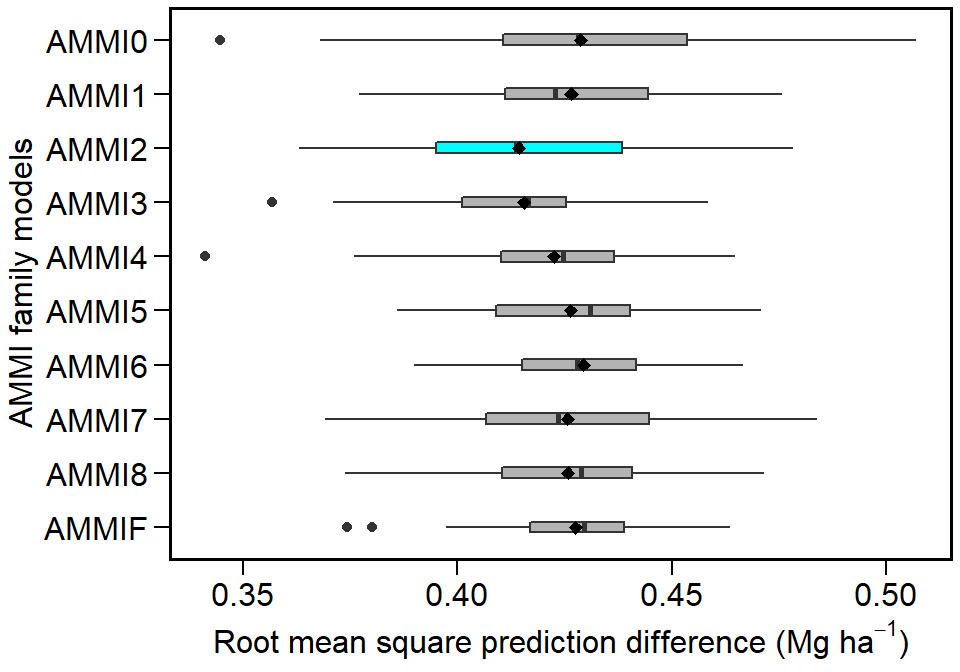 AMMI family models
AMMI0
AMMI1
AMMI2
AMMI3
AMMI4
AMMI5
AMMI6
AMMI7
AMMI8
AMMIF
0.35 0.40 0.45 0.50
Root mean square prediction difference (Mg ha⁻¹)